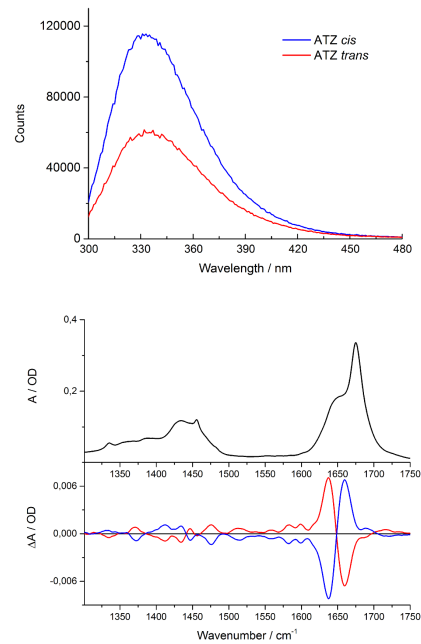 120000
80000
40000
0
Counts
ATZ cis
ATZ trans
300 330 360 390 420 450 480
Wavelength / nm
0,4
0,2
A / OD
1350 1400 1450 1500 1550 1600 1650 1700 1750
0,006
0,000
-0,006
ΔA / OD
1350 1400 1450 1500 1550 1600 1650 1700 1750
Wavenumber / cm-1